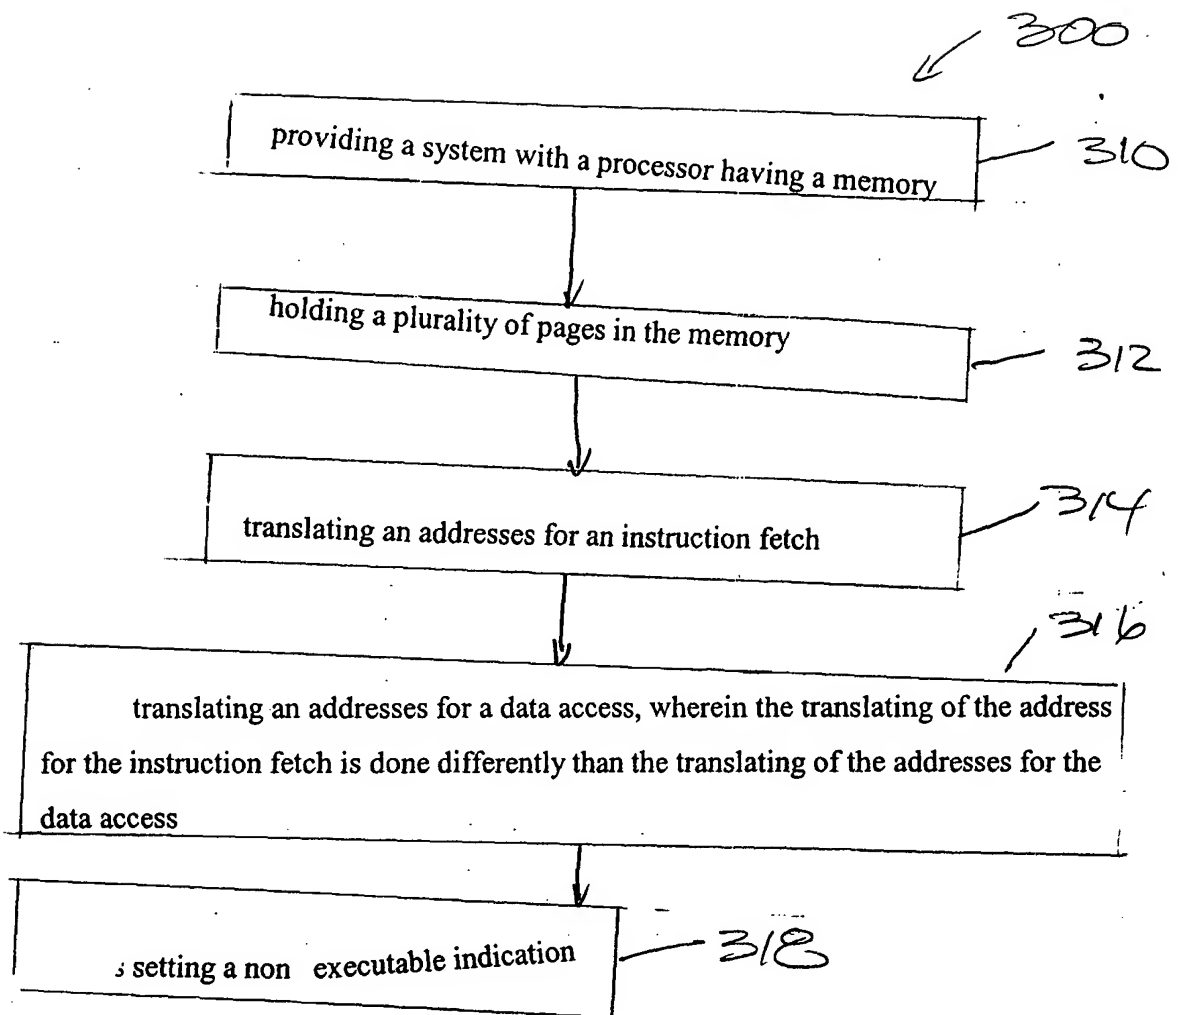 300
providing a system with a processor having a memory
310
holding a plurality of pages in the memory
312
translating an addresses for an instruction fetch
314
316
translating an addresses for a data access, wherein the translating of the address
for the instruction fetch is done differently than the translating of the addresses for the
data access
s setting a non executable indication
318